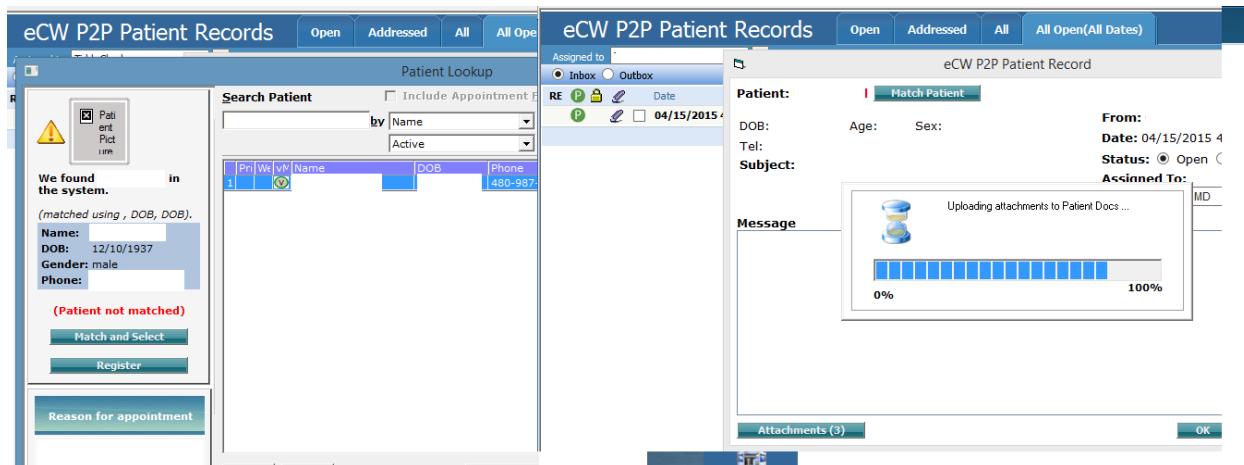 eCW P2P Patient Records Open Addressed All All Ope
Patient Lookup
Pati
ent
Pict
ure
We found in
the system.
(matched using , DOB, DOB).
Name:
DOB: 12/10/1937
Gender: male
Phone:
(Patient not matched)
Match and Select
Register
Reason for appointment
Search Patient Include Appointment F
by Name
Active
Pri We vM Name DOB Phone
1 V 480-987-
eCW P2P Patient Records Open Addressed All All Open(All Dates)
Assigned to
Inbox Outbox
RE P Date
P 04/15/2015 4
eCW P2P Patient Record
Patient: Match Patient
DOB: Age: Sex:
Tel:
Subject:
From:
Date: 04/15/2015 4
Status: Open
Assigned To:
MD
Message
Uploading attachments to Patient Docs ...
0% 100%
Attachments (3) OK